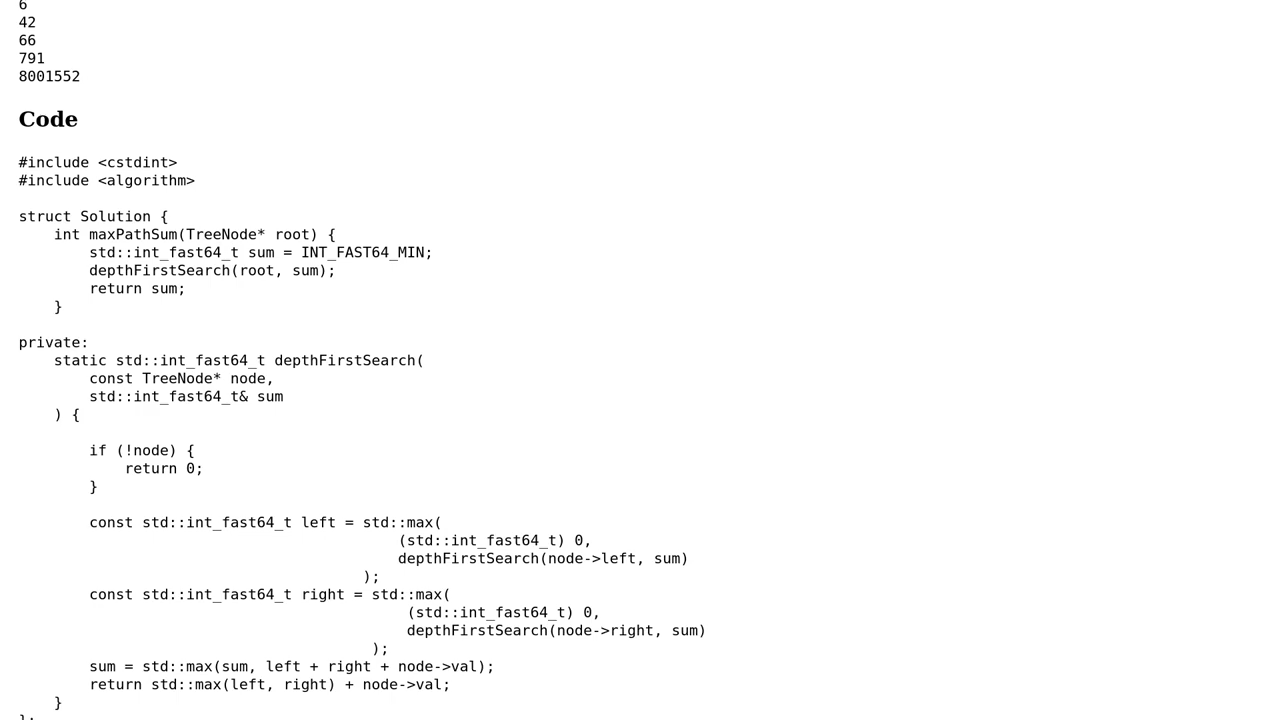 6
42
66
791
8001552
Code
#include <cstdint>
#include <algorithm>
struct Solution {
    int maxPathSum(TreeNode* root) {
        std::int_fast64_t sum = INT_FAST64_MIN;
        depthFirstSearch(root, sum);
        return sum;
    }
private:
    static std::int_fast64_t depthFirstSearch(
        const TreeNode* node,
        std::int_fast64_t& sum
    ) {
        if (!node) {
            return 0;
        }
        const std::int_fast64_t left = std::max(
                                           (std::int_fast64_t) 0,
                                           depthFirstSearch(node->left, sum)
                                       );
        const std::int_fast64_t right = std::max(
                                            (std::int_fast64_t) 0,
                                            depthFirstSearch(node->right, sum)
                                        );
        sum = std::max(sum, left + right + node->val);
        return std::max(left, right) + node->val;
    }
};